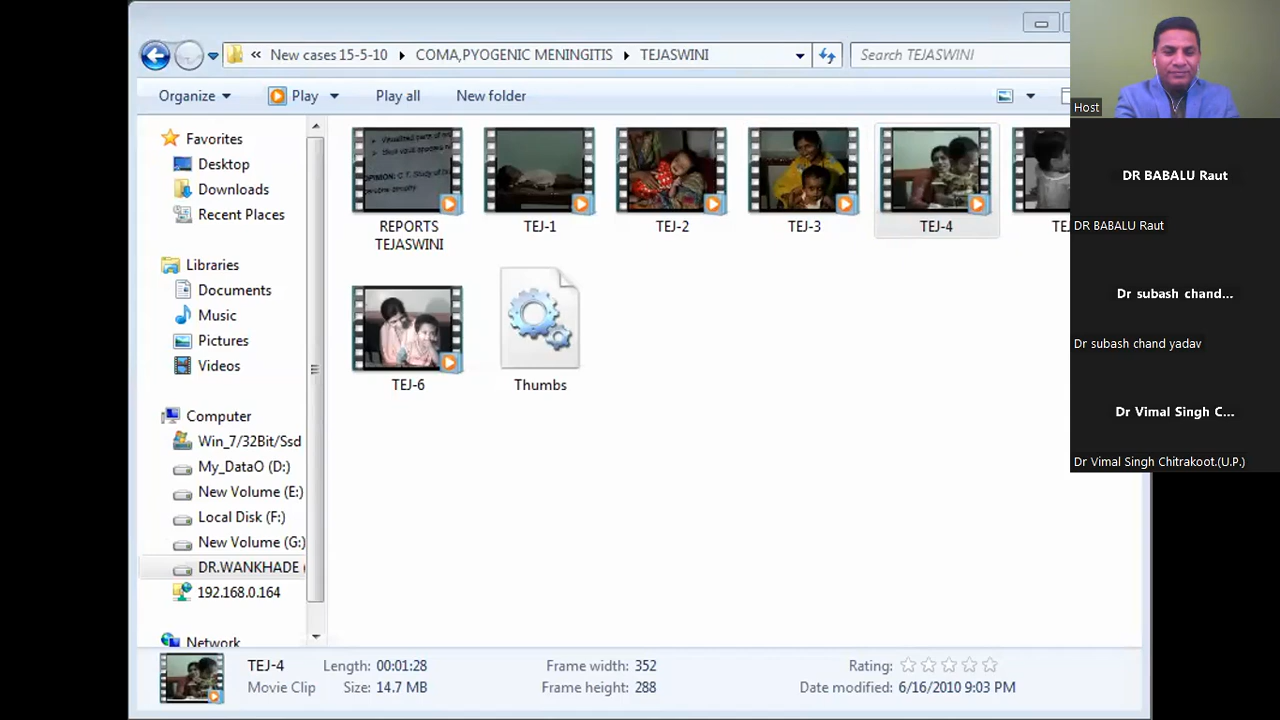 « New cases 15-5-10 COMA,PYOGENIC MENINGITIS TEJASWINI
Search TEJASWINI
Organize Play Play all New folder
Favorites
Desktop
Downloads
Recent Places
Libraries
Documents
Music
Pictures
Videos
Computer
Win_7/32Bit/Ssd
My_DataO (D:)
New Volume (E:)
Local Disk (F:)
New Volume (G:)
DR.WANKHADE (
192.168.0.164
Network
OPINION: C.T. Study of
REPORTS
TEJASWINI
TEJ-1
TEJ-2
TEJ-3
TEJ-4
TEJ-6
Thumbs
TEJ-4
Movie Clip
Length: 00:01:28
Size: 14.7 MB
Frame width: 352
Frame height: 288
Rating:
Date modified: 6/16/2010 9:03 PM
Host
DR BABALU Raut
DR BABALU Raut
Dr subash chand...
Dr subash chand yadav
Dr Vimal Singh C...
Dr Vimal Singh Chitrakoot.(U.P.)